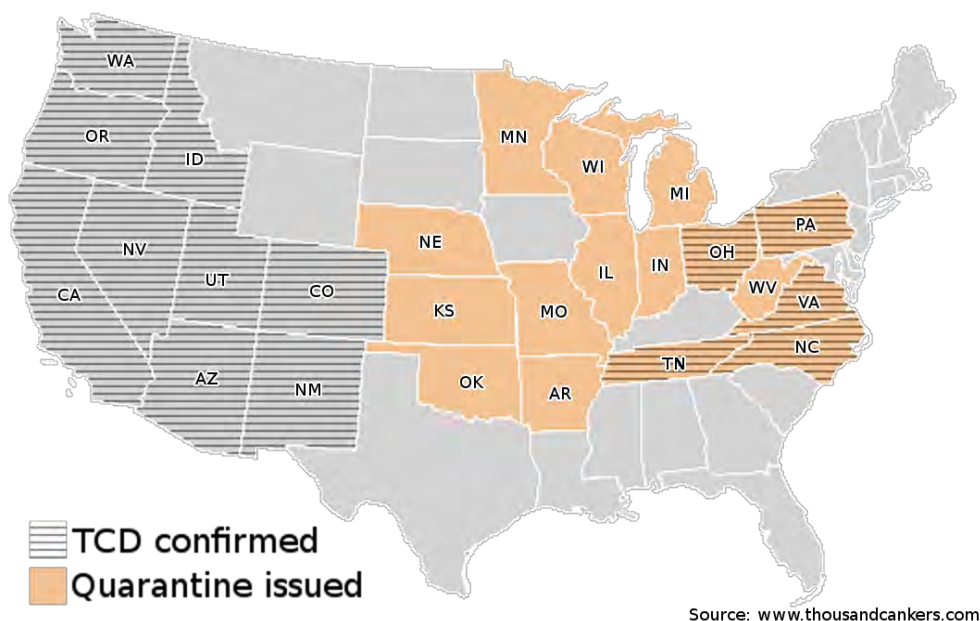 WA
OR
ID
MN
WI
MI
NE
PA
OH
NV
UT
CO
CA
IL
IN
WV
VA
KS
MO
NC
TN
AZ
NM
OK
AR
TCD confirmed
Quarantine issued
Source: www.thousandcankers.com